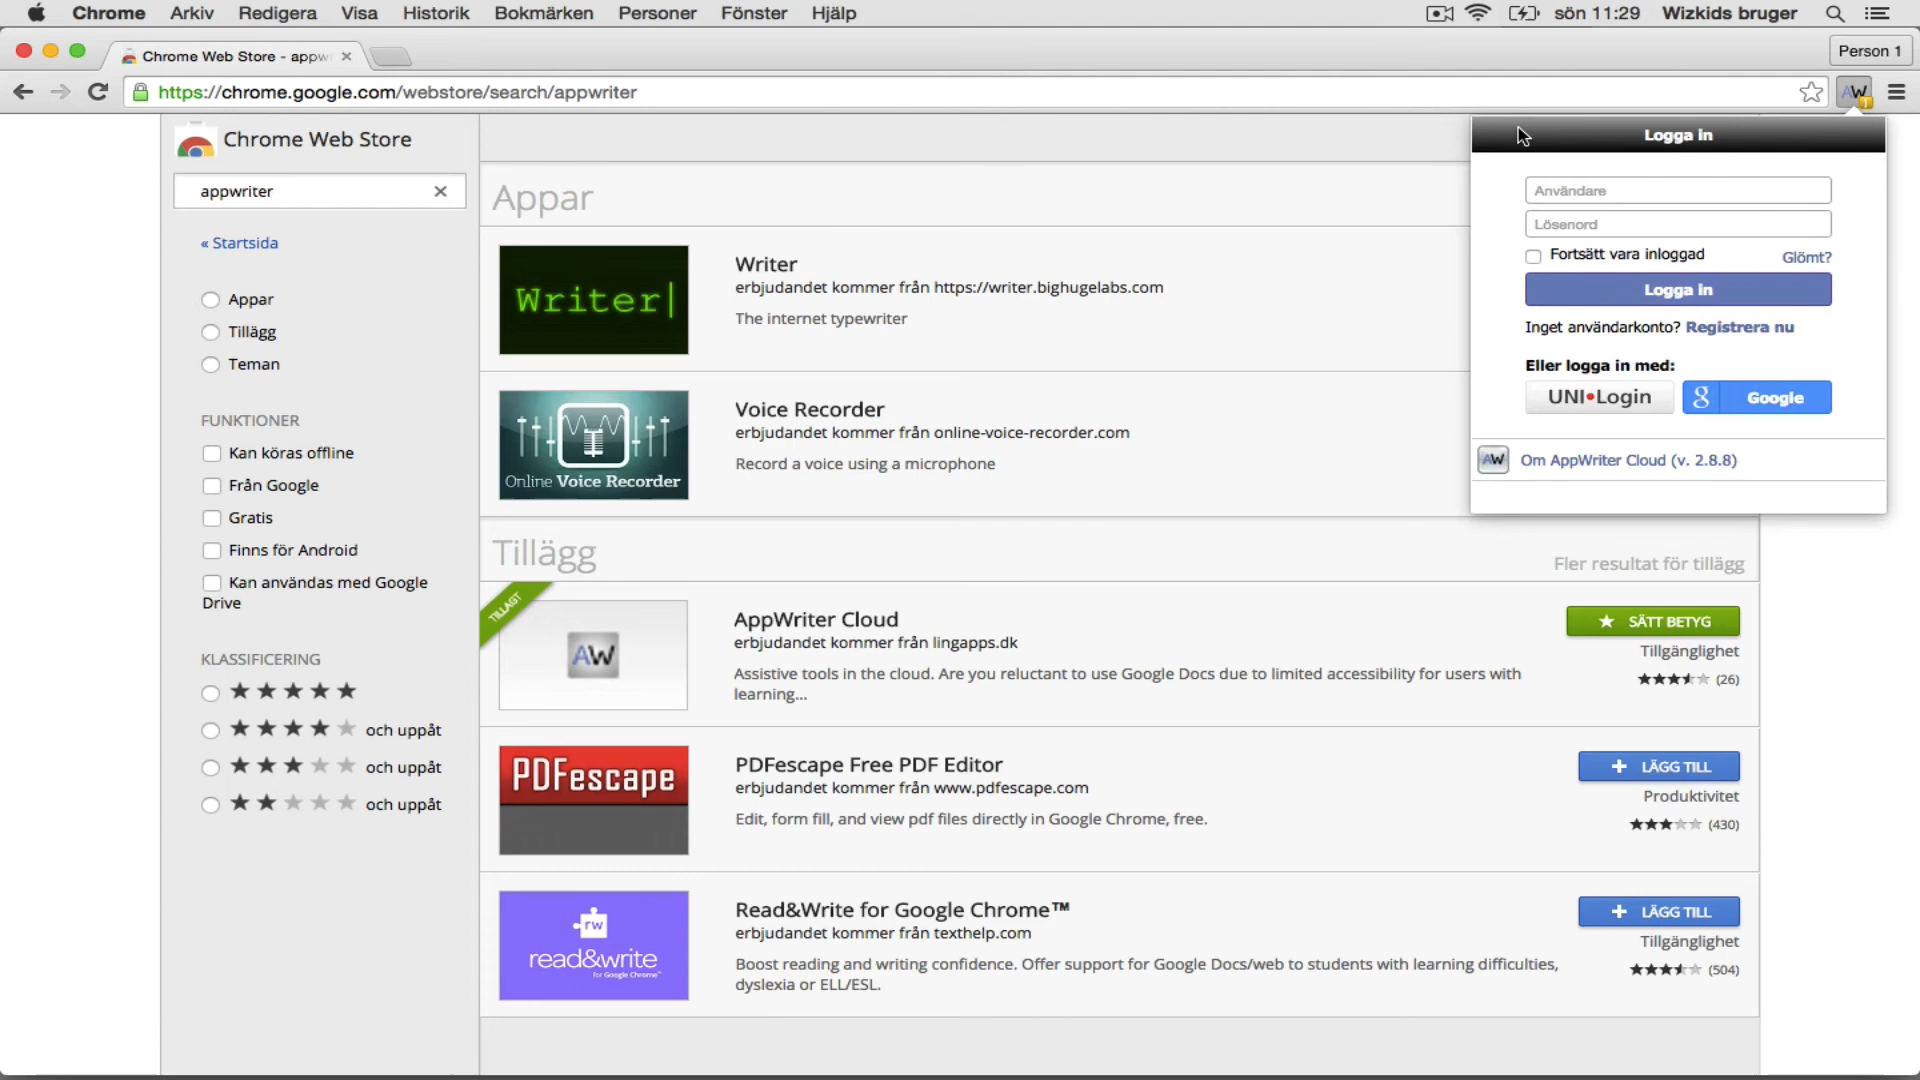 Chrome Arkiv Redigera Visa Historik Bokmärken Personer Fönster Hjälp sön 11:29 Wizkids bruger
Chrome Web Store - appw
Person 1
https://chrome.google.com/webstore/search/appwriter
AW
Chrome Web Store
appwriter
« Startsida
Appar
Tillägg
Teman
FUNKTIONER
Kan köras offline
Från Google
Gratis
Finns för Android
Kan användas med Google
Drive
KLASSIFICERING
och uppåt
och uppåt
och uppåt
Appar
Writer
Writer
erbjudandet kommer från https://writer.bighugelabs.com
The internet typewriter
Online Voice Recorder
Voice Recorder
erbjudandet kommer från online-voice-recorder.com
Record a voice using a microphone
Tillägg
Fler resultat för tillägg
TILLAGT
AW
AppWriter Cloud
erbjudandet kommer från lingapps.dk
Assistive tools in the cloud. Are you reluctant to use Google Docs due to limited accessibility for users with
learning...
SÄTT BETYG
Tillgänglighet
(26)
PDFescape
PDFescape Free PDF Editor
erbjudandet kommer från www.pdfescape.com
Edit, form fill, and view pdf files directly in Google Chrome, free.
LÄGG TILL
Produktivitet
(430)
rw
read&write
for Google Chrome™
Read&Write for Google Chrome™
erbjudandet kommer från texthelp.com
Boost reading and writing confidence. Offer support for Google Docs/web to students with learning difficulties,
dyslexia or ELL/ESL.
LÄGG TILL
Tillgänglighet
(504)
Logga in
Användare
Lösenord
Fortsätt vara inloggad Glömt?
Logga in
Inget användarkonto? Registrera nu
Eller logga in med:
UNI•Login
g Google
AW Om AppWriter Cloud (v. 2.8.8)